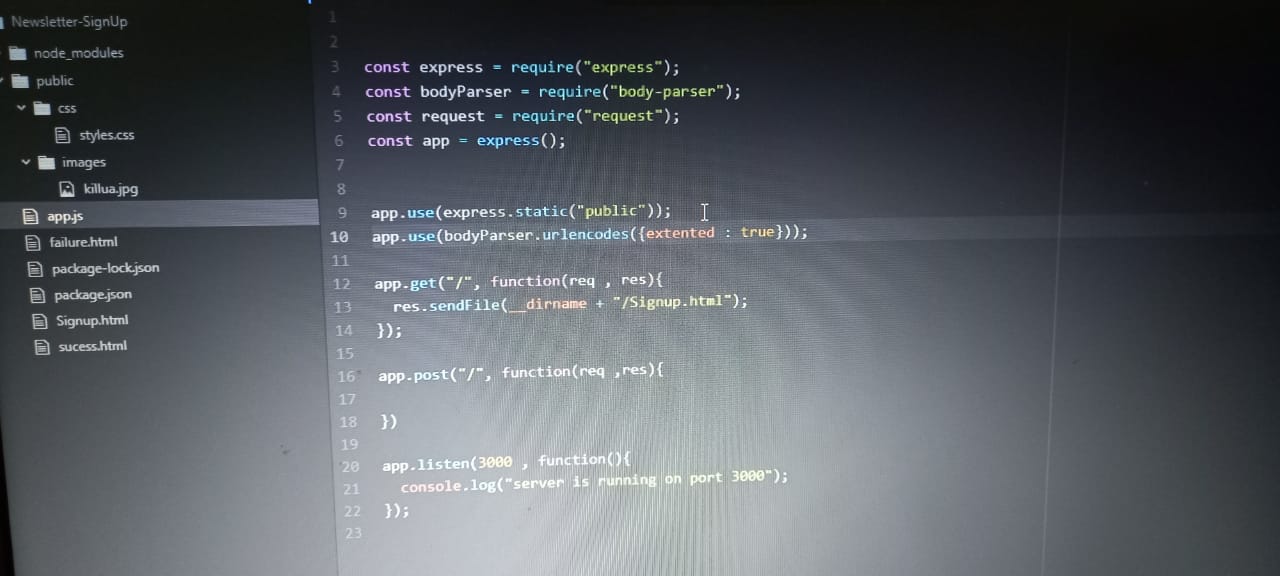 Newsletter-SignUp
node_modules
public
css
styles.css
images
killua.jpg
app.js
failure.html
package-lock.json
package.json
Signup.html
sucess.html
1
2
3 const express = require("express");
4 const bodyParser = require("body-parser");
5 const request = require("request");
6 const app = express();
7
8
9 app.use(express.static("public"));
10 app.use(bodyParser.urlencodes({extented : true}));
11
12 app.get("/", function(req , res){
13 res.sendFile(__dirname + "/Signup.html");
14 });
15
16 app.post("/", function(req ,res){
17
18 })
19
20 app.listen(3000 , function(){
21 console.log("server is running on port 3000");
22 });
23